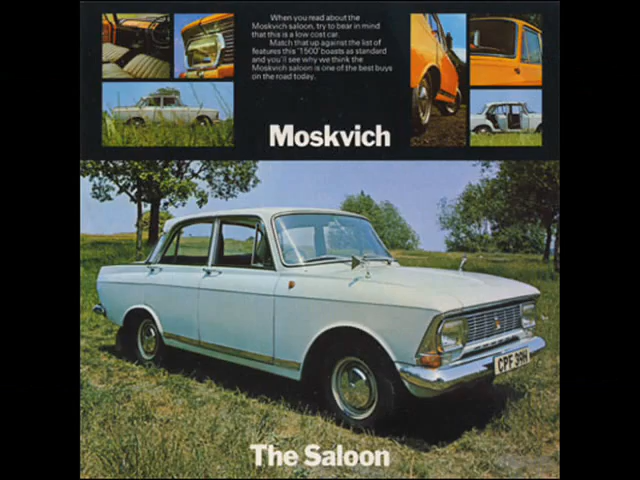 When you read about the
Moskvich saloon, try to bear in mind
that this is a low cost car.
Match that up against the list of
features this '1500' boasts as standard
and you'll see why we think the
Moskvich saloon is one of the best buys
on the road today.
Moskvich
CPF 39H
The Saloon